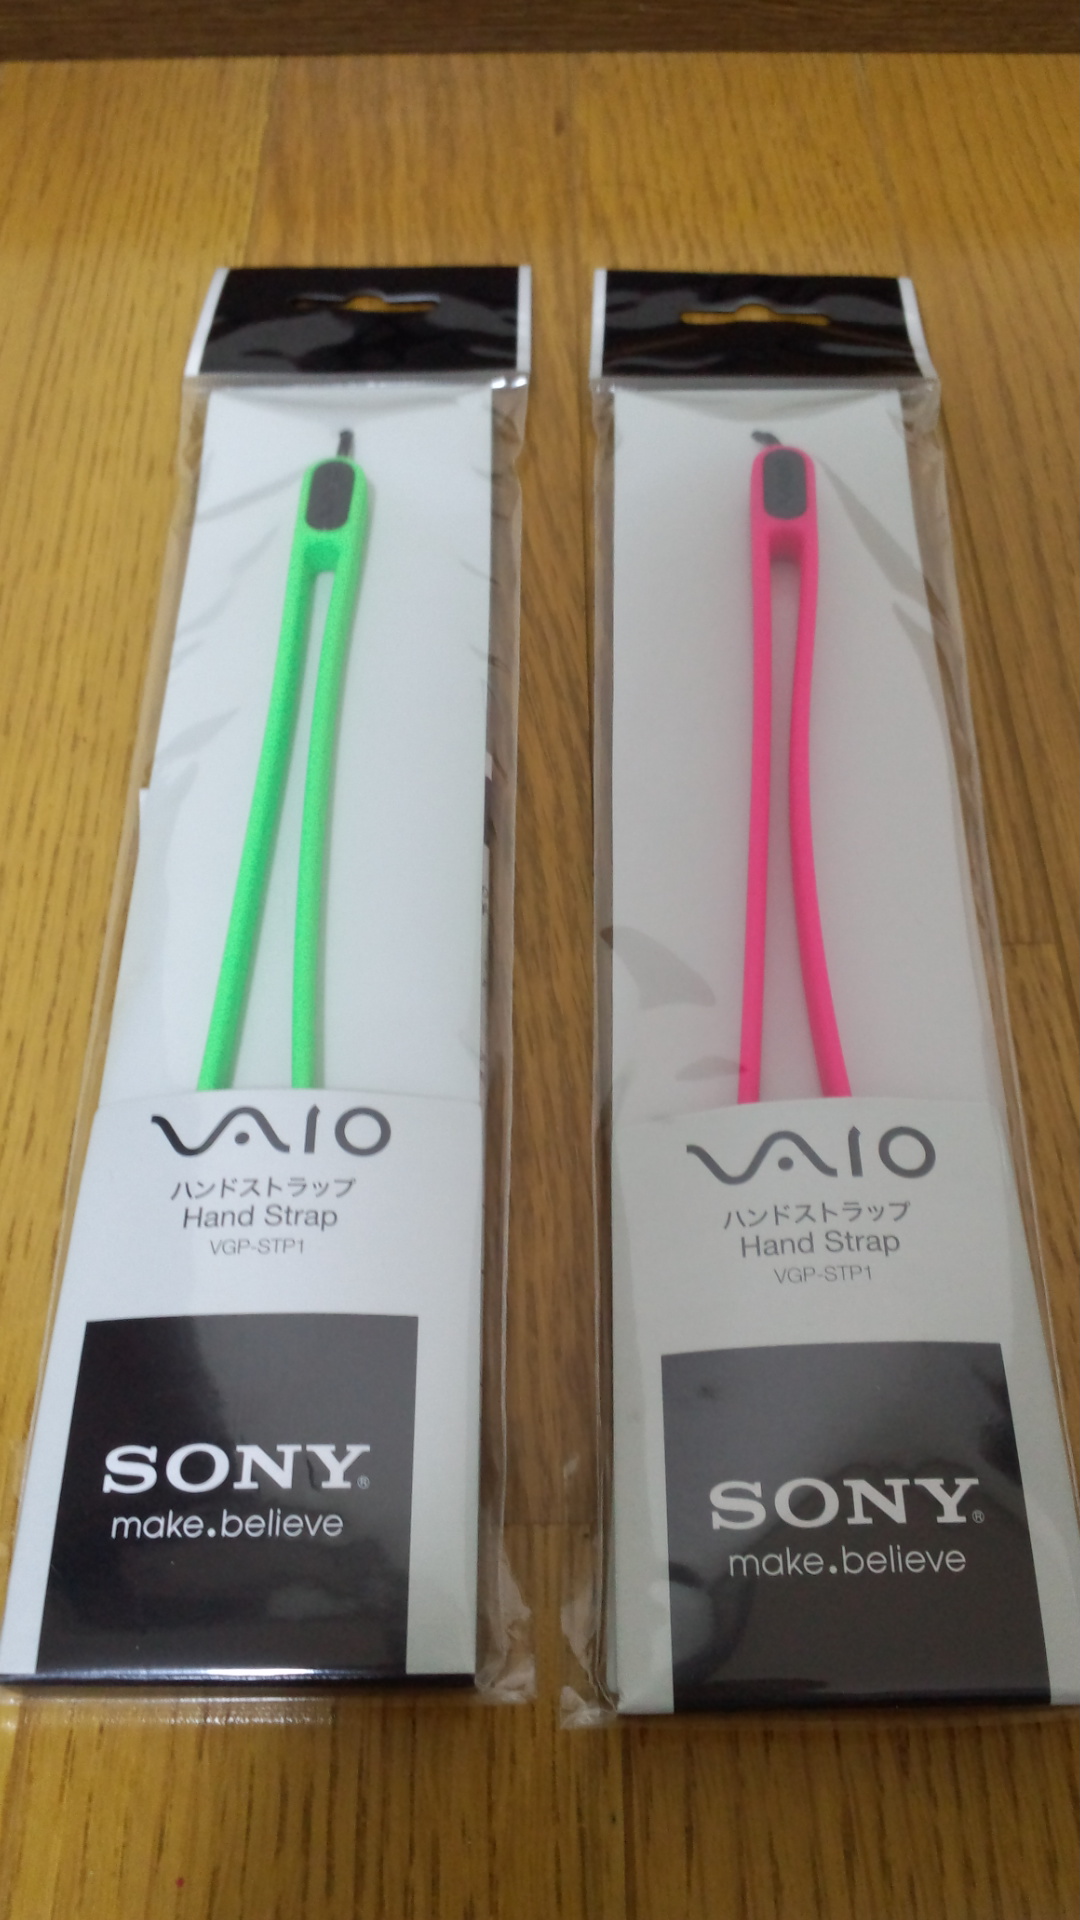 VAIO
ハンドストラップ
Hand Strap
VGP-STP1
SONY®
make.believe
VAIO
ハンドストラップ
Hand Strap
VGP-STP1
SONY®
make.believe